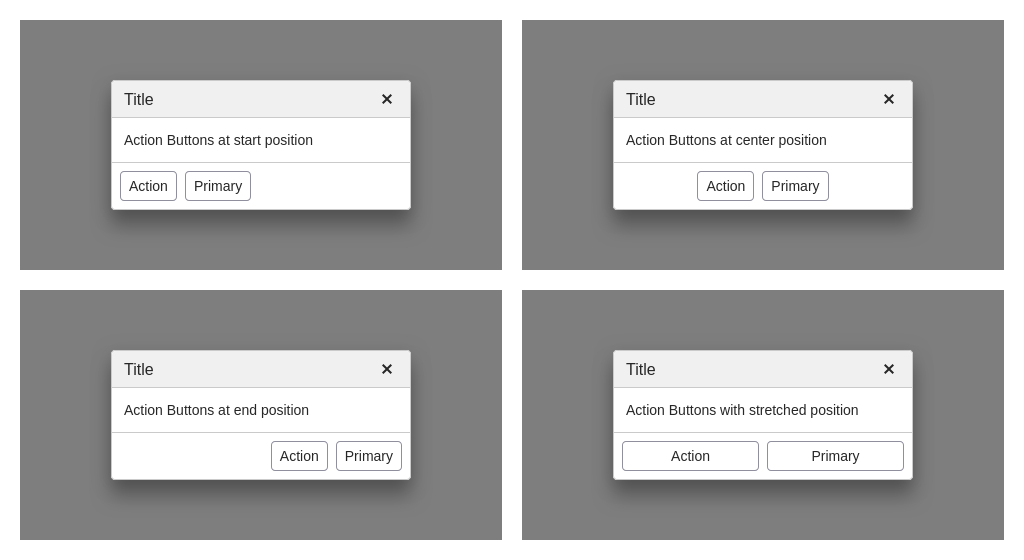 Title ✕
Action Buttons at start position
Action Primary
Title ✕
Action Buttons at center position
Action Primary
Title ✕
Action Buttons at end position
Action Primary
Title ✕
Action Buttons with stretched position
Action Primary